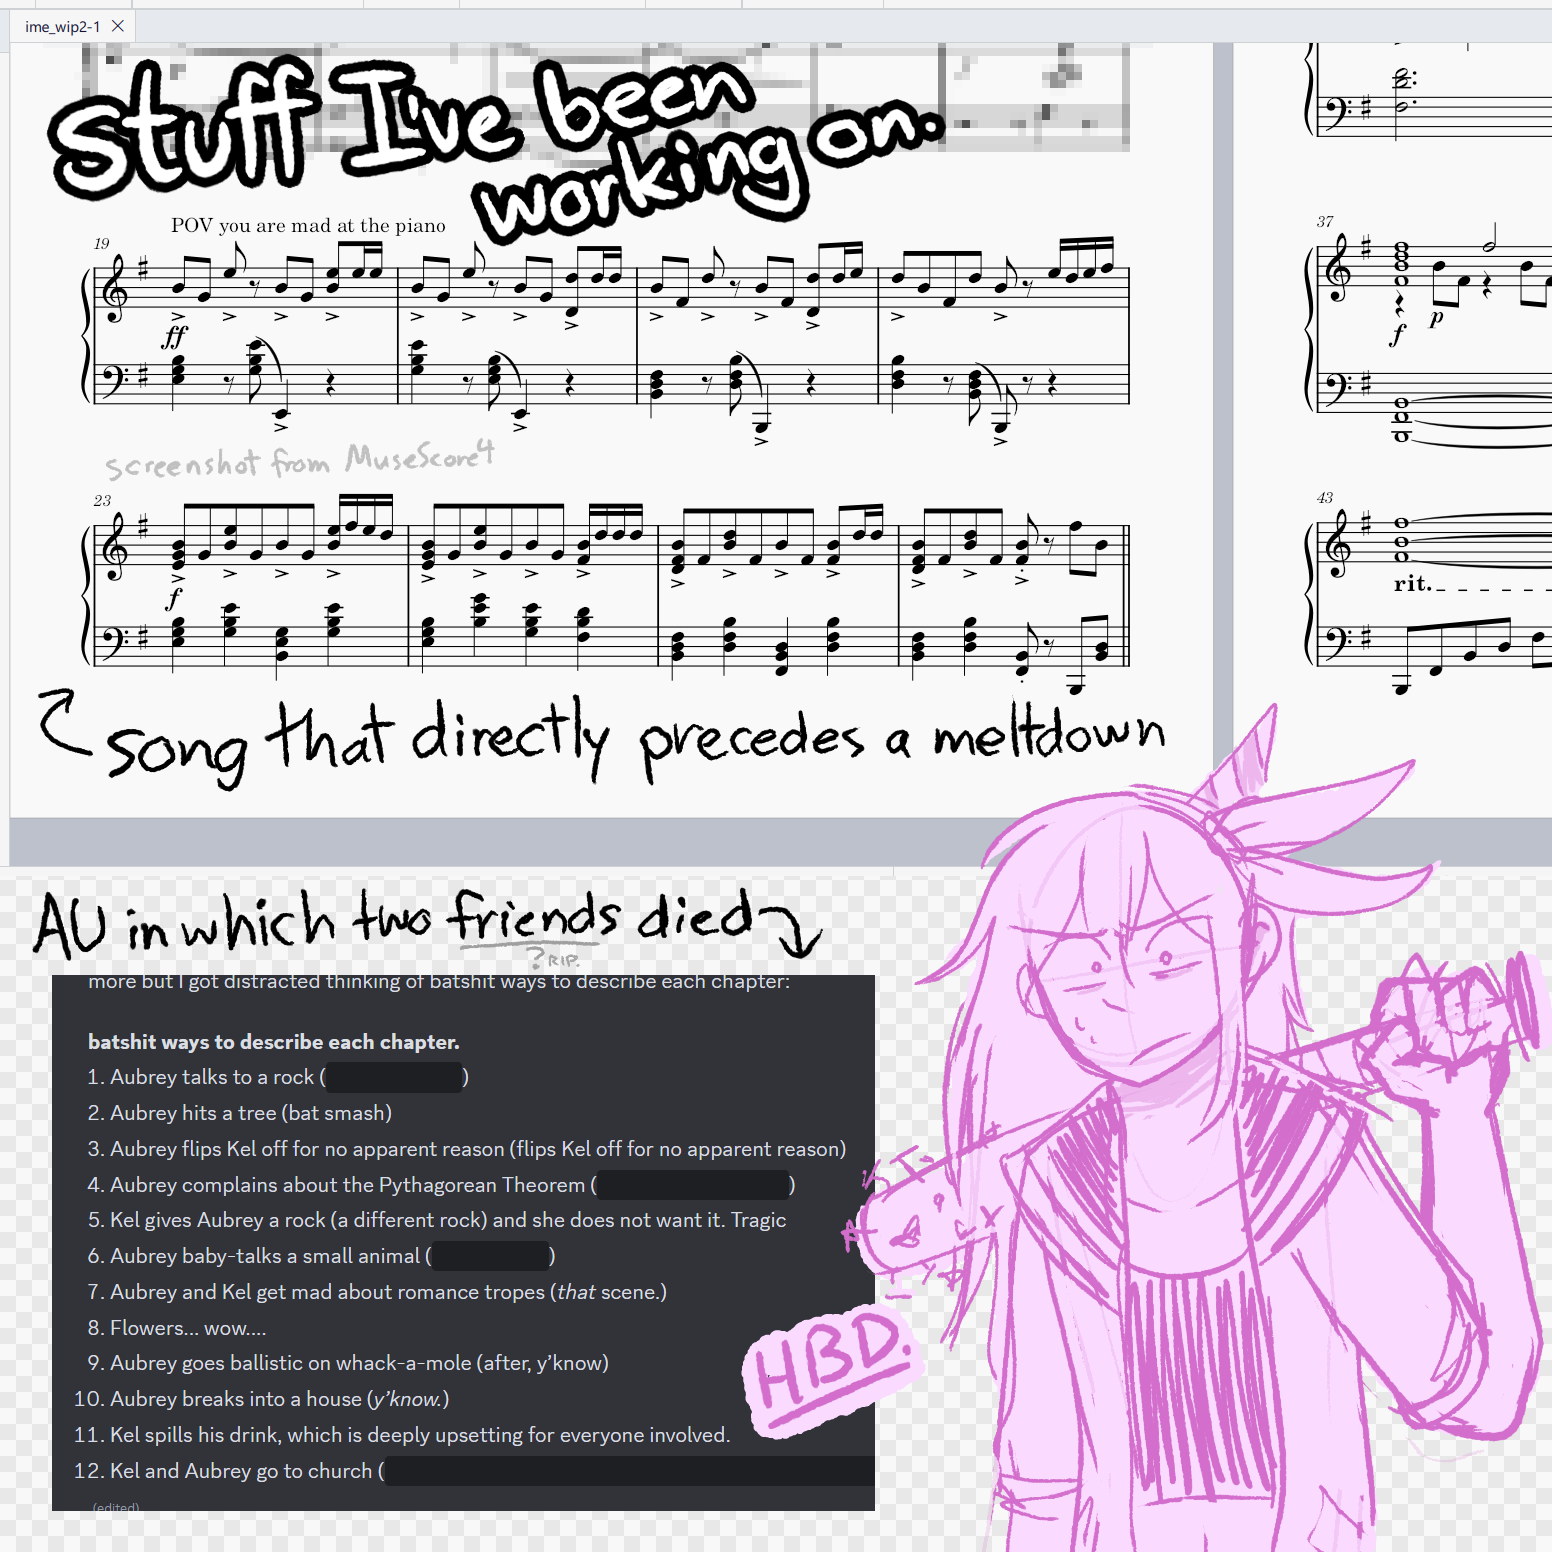 ime_wip2-1
Stuff I've been
working on.
POV you are mad at the piano
19
37
ff
f
p
screenshot from MuseScore4
23
43
f
rit.
song that directly precedes a meltdown
AU in which two friends died
? RIP.
more but I got distracted thinking of batshit ways to describe each chapter:
batshit ways to describe each chapter.
1. Aubrey talks to a rock ( )
2. Aubrey hits a tree (bat smash)
3. Aubrey flips Kel off for no apparent reason (flips Kel off for no apparent reason)
4. Aubrey complains about the Pythagorean Theorem ( )
5. Kel gives Aubrey a rock (a different rock) and she does not want it. Tragic
6. Aubrey baby-talks a small animal ( )
7. Aubrey and Kel get mad about romance tropes (that scene.)
8. Flowers... wow....
9. Aubrey goes ballistic on whack-a-mole (after, y'know)
10. Aubrey breaks into a house (y'know.)
11. Kel spills his drink, which is deeply upsetting for everyone involved.
12. Kel and Aubrey go to church (
(edited)
HBD.